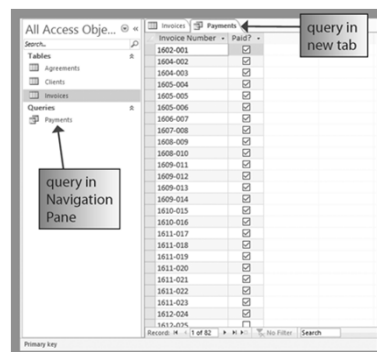 All Access Obje...
Search...
Tables
Agreements
Clients
Invoices
Queries
Payments
query in
Navigation
Pane
Invoices Payments
query in
new tab
Invoice Number Paid?
1602-001
1604-002
1604-003
1605-004
1605-005
1605-006
1606-007
1607-008
1608-009
1608-010
1609-011
1609-012
1609-013
1609-014
1610-015
1610-016
1611-017
1611-018
1611-019
1611-020
1611-021
1611-022
1611-023
1612-024
1612-025
Record: 1 of 82 No Filter Search
Primary key